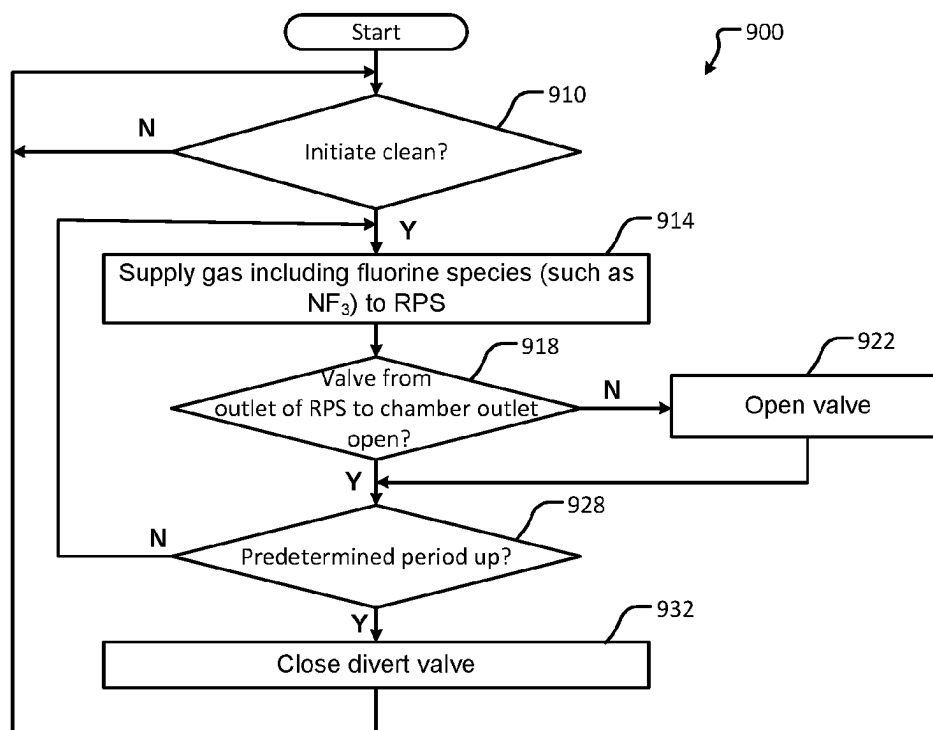 Start
900
910
N
Initiate clean?
Y
914
Supply gas including fluorine species (such as
NF₃) to RPS
918
922
Valve from
outlet of RPS to chamber outlet
open?
N
Open valve
Y
928
N
Predetermined period up?
Y
932
Close divert valve